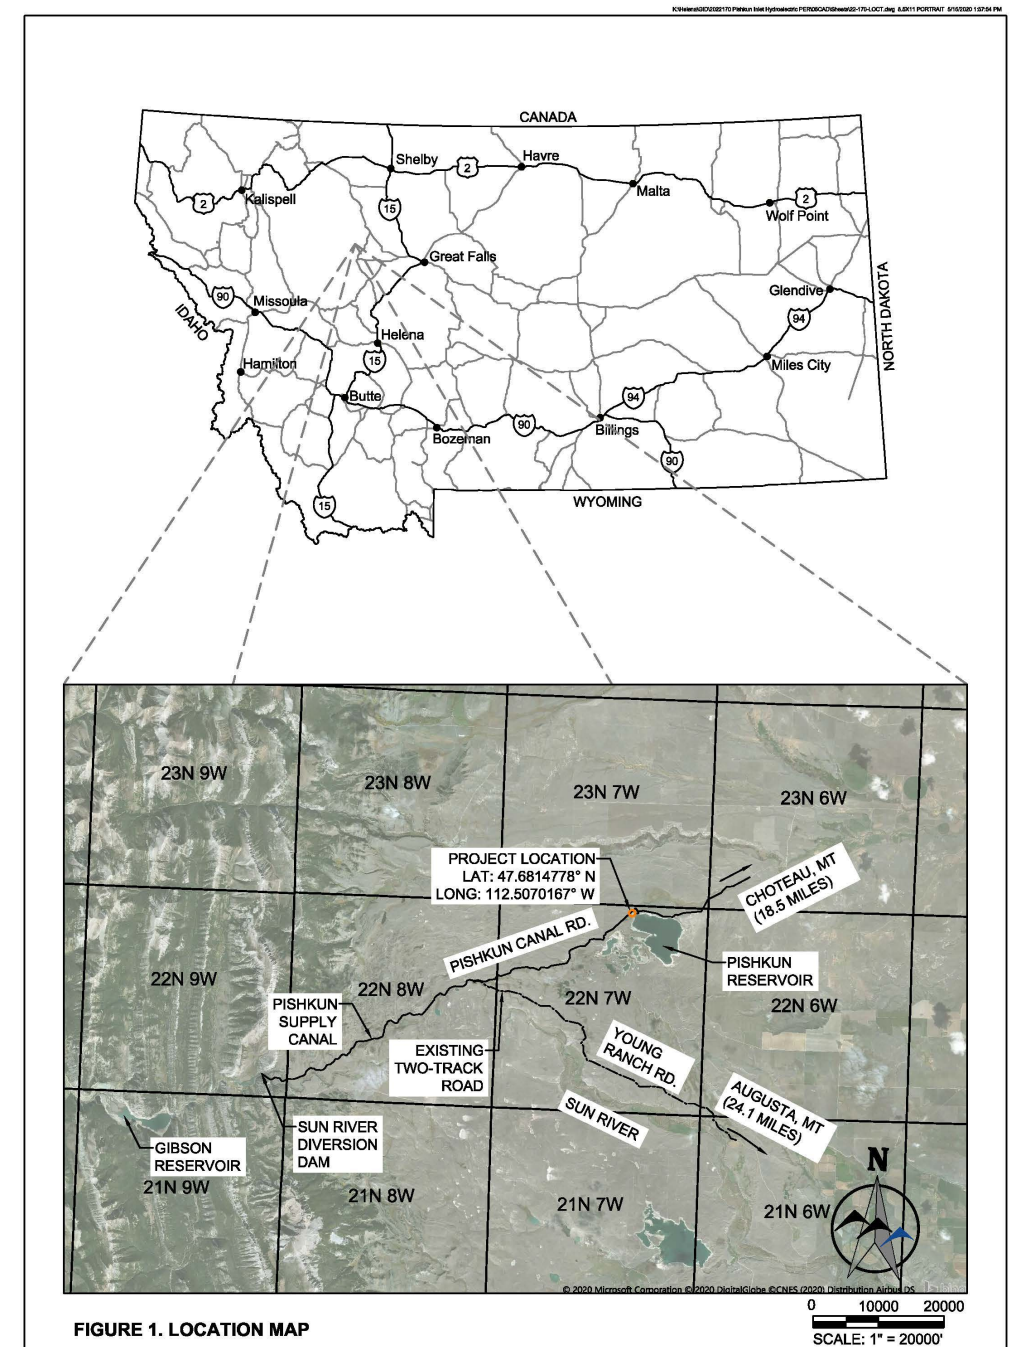 K:\Helena\GID\2022170 Pishkun Inlet Hydroelectric PER\06CAD\Sheets\22-170-LOCT.dwg 8.5X11 PORTRAIT 5/15/2020 1:57:54 PM
CANADA
Shelby
2
Havre
Malta
Kalispell
2
15
2
Wolf Point
Great Falls
NORTH DAKOTA
Glendive
90
Missoula
94
IDAHO
Helena
15
Miles City
Hamilton
94
Butte
90
Billings
Bozeman
90
WYOMING
15
23N 9W
23N 8W
23N 7W
23N 6W
PROJECT LOCATION
LAT: 47.6814778° N
LONG: 112.5070167° W
CHOTEAU, MT
(18.5 MILES)
PISHKUN CANAL RD.
PISHKUN
RESERVOIR
22N 9W
22N 8W
22N 7W
22N 6W
PISHKUN
SUPPLY
CANAL
EXISTING
TWO-TRACK
ROAD
YOUNG
RANCH RD.
AUGUSTA, MT
(24.1 MILES)
SUN RIVER
SUN RIVER
DIVERSION
DAM
GIBSON
RESERVOIR
21N 9W
21N 8W
21N 7W
21N 6W
N
© 2020 Microsoft Corporation © 2020 DigitalGlobe ©CNES (2020) Distribution Airbus DS
0 10000 20000
SCALE: 1" = 20000'
FIGURE 1. LOCATION MAP